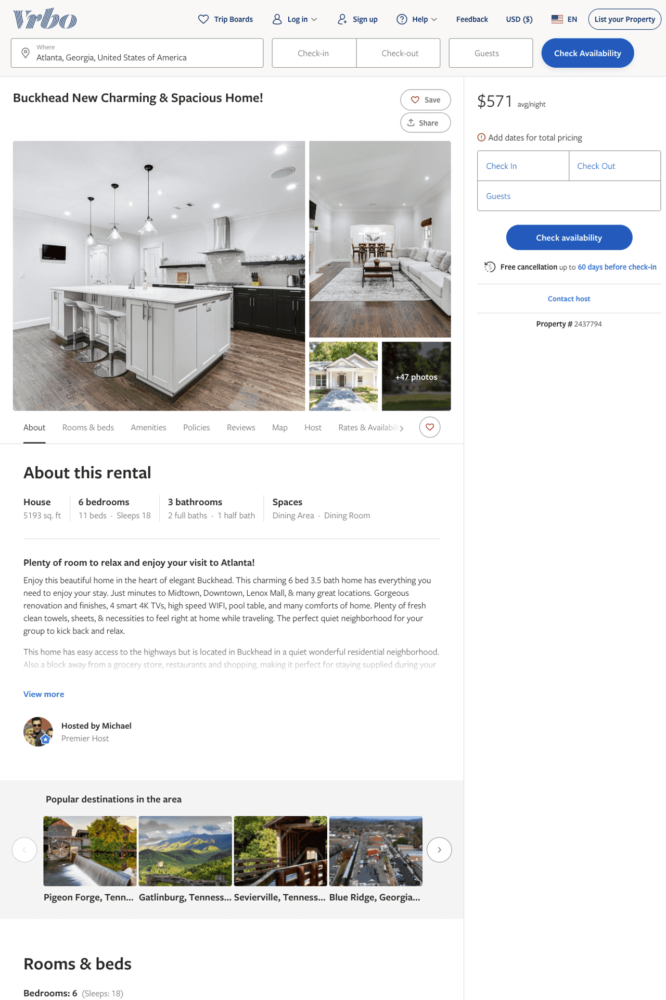 Vrbo
Trip Boards
Log in
Sign up
Help
Feedback
USD ($)
EN
List your Property
Where
Atlanta, Georgia, United States of America
Check-in
Check-out
Guests
Check Availability
Buckhead New Charming & Spacious Home!
Save
Share
+47 photos
$571 avg/night
Add dates for total pricing
Check In
Check Out
Guests
Check availability
Free cancellation up to 60 days before check-in
Contact host
Property # 2437794
About
Rooms & beds
Amenities
Policies
Reviews
Map
Host
Rates & Availabili
About this rental
House
5193 sq. ft
6 bedrooms
11 beds · Sleeps 18
3 bathrooms
2 full baths · 1 half bath
Spaces
Dining Area · Dining Room
Plenty of room to relax and enjoy your visit to Atlanta!
Enjoy this beautiful home in the heart of elegant Buckhead. This charming 6 bed 3.5 bath home has everything you
need to enjoy your stay. Just minutes to Midtown, Downtown, Lenox Mall, & many great locations. Gorgeous
renovation and finishes, 4 smart 4K TVs, high speed WIFI, pool table, and many comforts of home. Plenty of fresh
clean towels, sheets, & necessities to feel right at home while traveling. The perfect quiet neighborhood for your
group to kick back and relax.
This home has easy access to the highways but is located in Buckhead in a quiet wonderful residential neighborhood.
Also a block away from a grocery store, restaurants and shopping, making it perfect for staying supplied during your
View more
Hosted by Michael
Premier Host
Popular destinations in the area
Pigeon Forge, Tenn...
Gatlinburg, Tenness...
Sevierville, Tenness...
Blue Ridge, Georgia...
Rooms & beds
Bedrooms: 6 (Sleeps: 18)